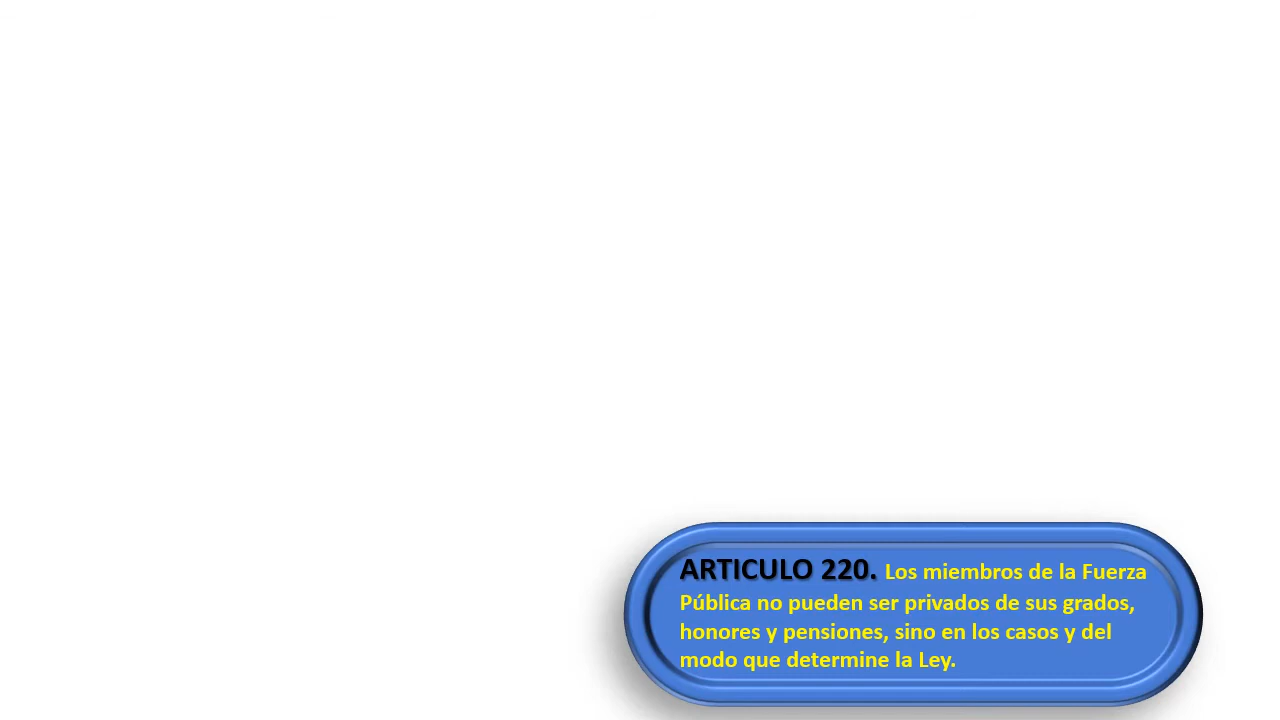 ARTICULO 220. Los miembros de la Fuerza
Pública no pueden ser privados de sus grados,
honores y pensiones, sino en los casos y del
modo que determine la Ley.